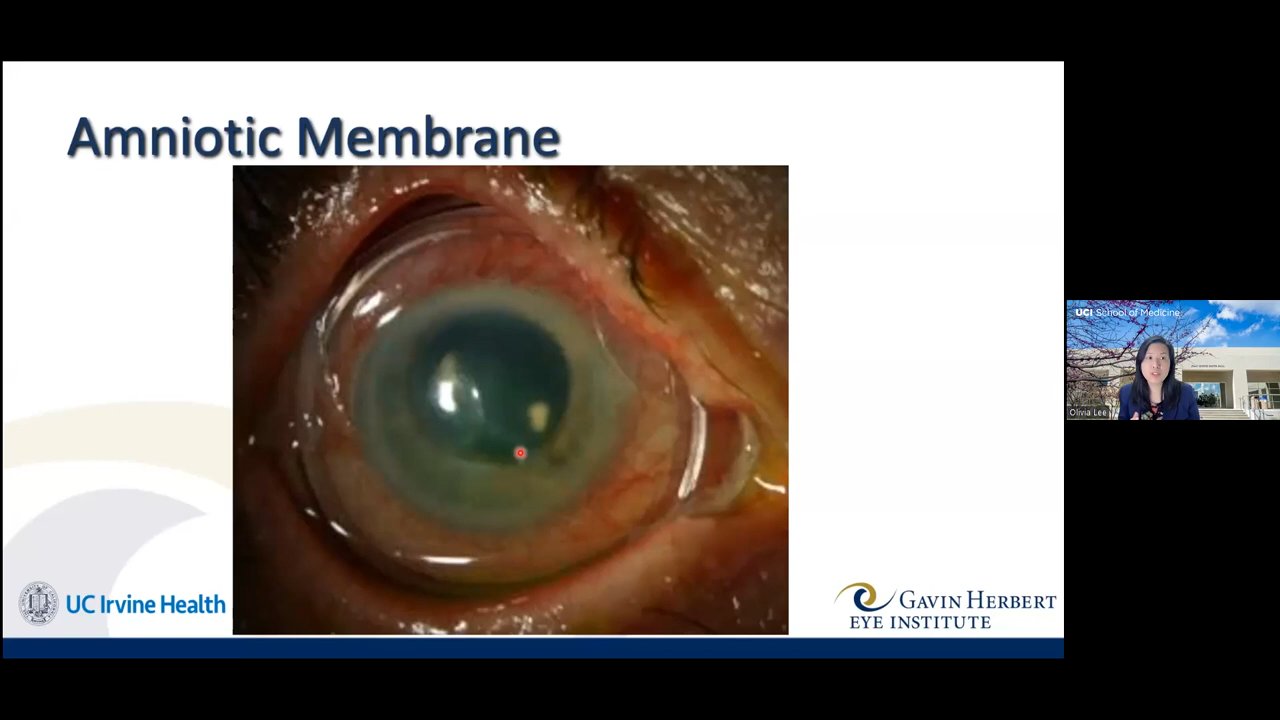 Amniotic Membrane
UC Irvine Health
GAVIN HERBERT
EYE INSTITUTE
UCI School of Medicine
Olivia Lee